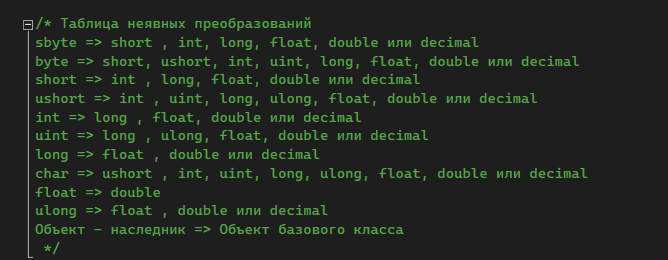 /* Таблица неявных преобразований
sbyte => short , int, long, float, double или decimal
byte => short, ushort, int, uint, long, float, double или decimal
short => int , long, float, double или decimal
ushort => int , uint, long, ulong, float, double или decimal
int => long , float, double или decimal
uint => long , ulong, float, double или decimal
long => float , double или decimal
char => ushort , int, uint, long, ulong, float, double или decimal
float => double
ulong => float , double или decimal
Объект - наследник => Объект базового класса
*/